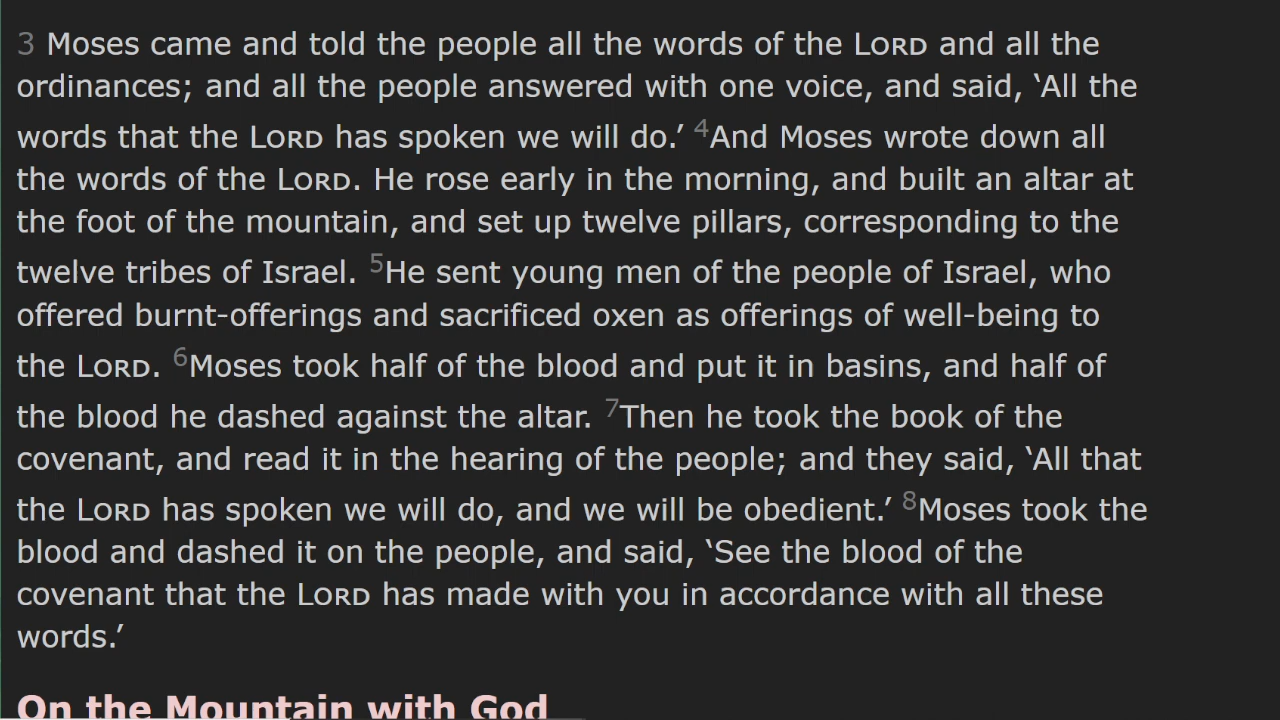 3 Moses came and told the people all the words of the LORD and all the
ordinances; and all the people answered with one voice, and said, ‘All the
words that the LORD has spoken we will do.’ 4And Moses wrote down all
the words of the LORD. He rose early in the morning, and built an altar at
the foot of the mountain, and set up twelve pillars, corresponding to the
twelve tribes of Israel. 5He sent young men of the people of Israel, who
offered burnt-offerings and sacrificed oxen as offerings of well-being to
the LORD. 6Moses took half of the blood and put it in basins, and half of
the blood he dashed against the altar. 7Then he took the book of the
covenant, and read it in the hearing of the people; and they said, ‘All that
the LORD has spoken we will do, and we will be obedient.’ 8Moses took the
blood and dashed it on the people, and said, ‘See the blood of the
covenant that the LORD has made with you in accordance with all these
words.’
On the Mountain with God